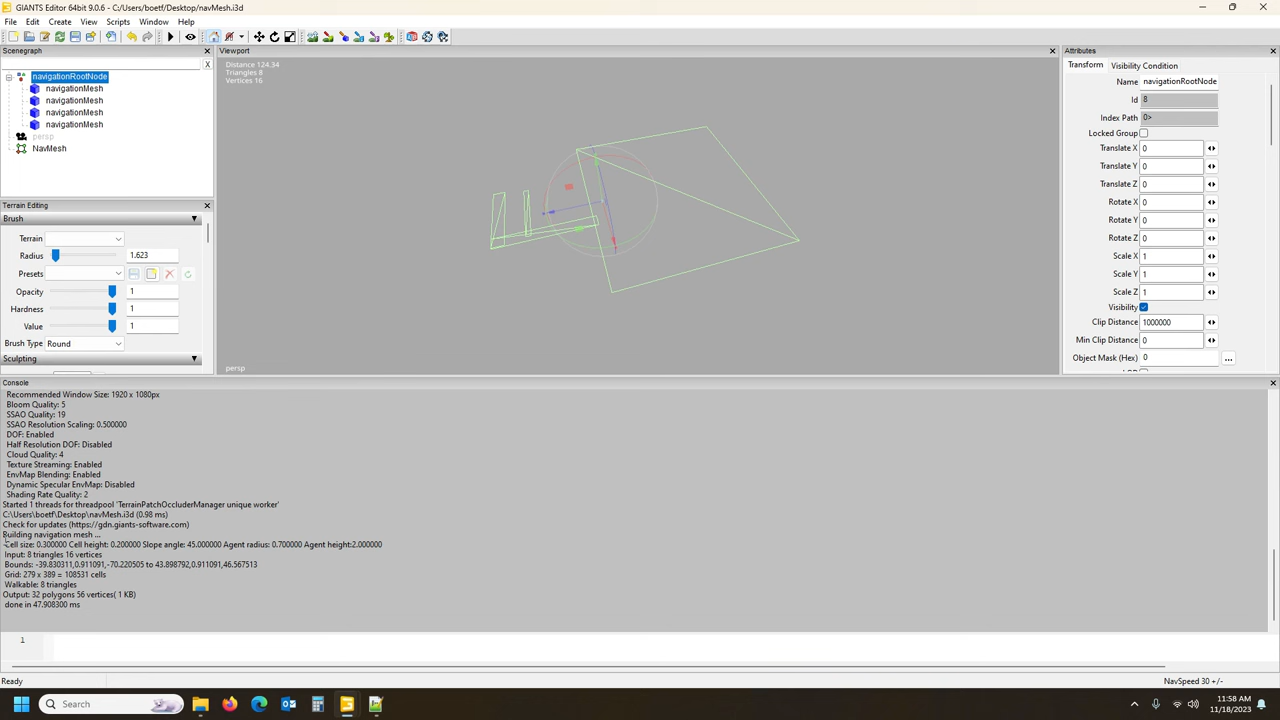 GIANTS Editor 64bit 9.0.6 - C:/Users/boetf/Desktop/navMesh.i3d
File Edit Create View Scripts Window Help
Scenegraph
X
navigationRootNode
navigationMesh
navigationMesh
navigationMesh
navigationMesh
persp
NavMesh
Terrain Editing
Brush
Terrain
Radius 1.623
Presets
Opacity 1
Hardness 1
Value 1
Brush Type Round
Sculpting
Viewport
Distance 124.34
Triangles 8
Vertices 16
persp
Attributes
Transform Visibility Condition
Name navigationRootNode
Id 8
Index Path 0>
Locked Group
Translate X 0
Translate Y 0
Translate Z 0
Rotate X 0
Rotate Y 0
Rotate Z 0
Scale X 1
Scale Y 1
Scale Z 1
Visibility
Clip Distance 1000000
Min Clip Distance 0
Object Mask (Hex) 0 ...
Console
Recommended Window Size: 1920 x 1080px
Bloom Quality: 5
SSAO Quality: 19
SSAO Resolution Scaling: 0.500000
DOF: Enabled
Half Resolution DOF: Disabled
Cloud Quality: 4
Texture Streaming: Enabled
EnvMap Blending: Enabled
Dynamic Specular EnvMap: Disabled
Shading Rate Quality: 2
Started 1 threads for threadpool 'TerrainPatchOccluderManager unique worker'
C:\Users\boetf\Desktop\navMesh.i3d (0.98 ms)
Check for updates (https://gdn.giants-software.com)
Building navigation mesh ...
Cell size: 0.300000 Cell height: 0.200000 Slope angle: 45.000000 Agent radius: 0.700000 Agent height:2.000000
Input: 8 triangles 16 vertices
Bounds: -39.830311,0.911091,-70.220505 to 43.898792,0.911091,46.567513
Grid: 279 x 389 = 108531 cells
Walkable: 8 triangles
Output: 32 polygons 56 vertices( 1 KB)
done in 47.908300 ms
1
Ready
NavSpeed 30 +/-
Search
11:58 AM
11/18/2023